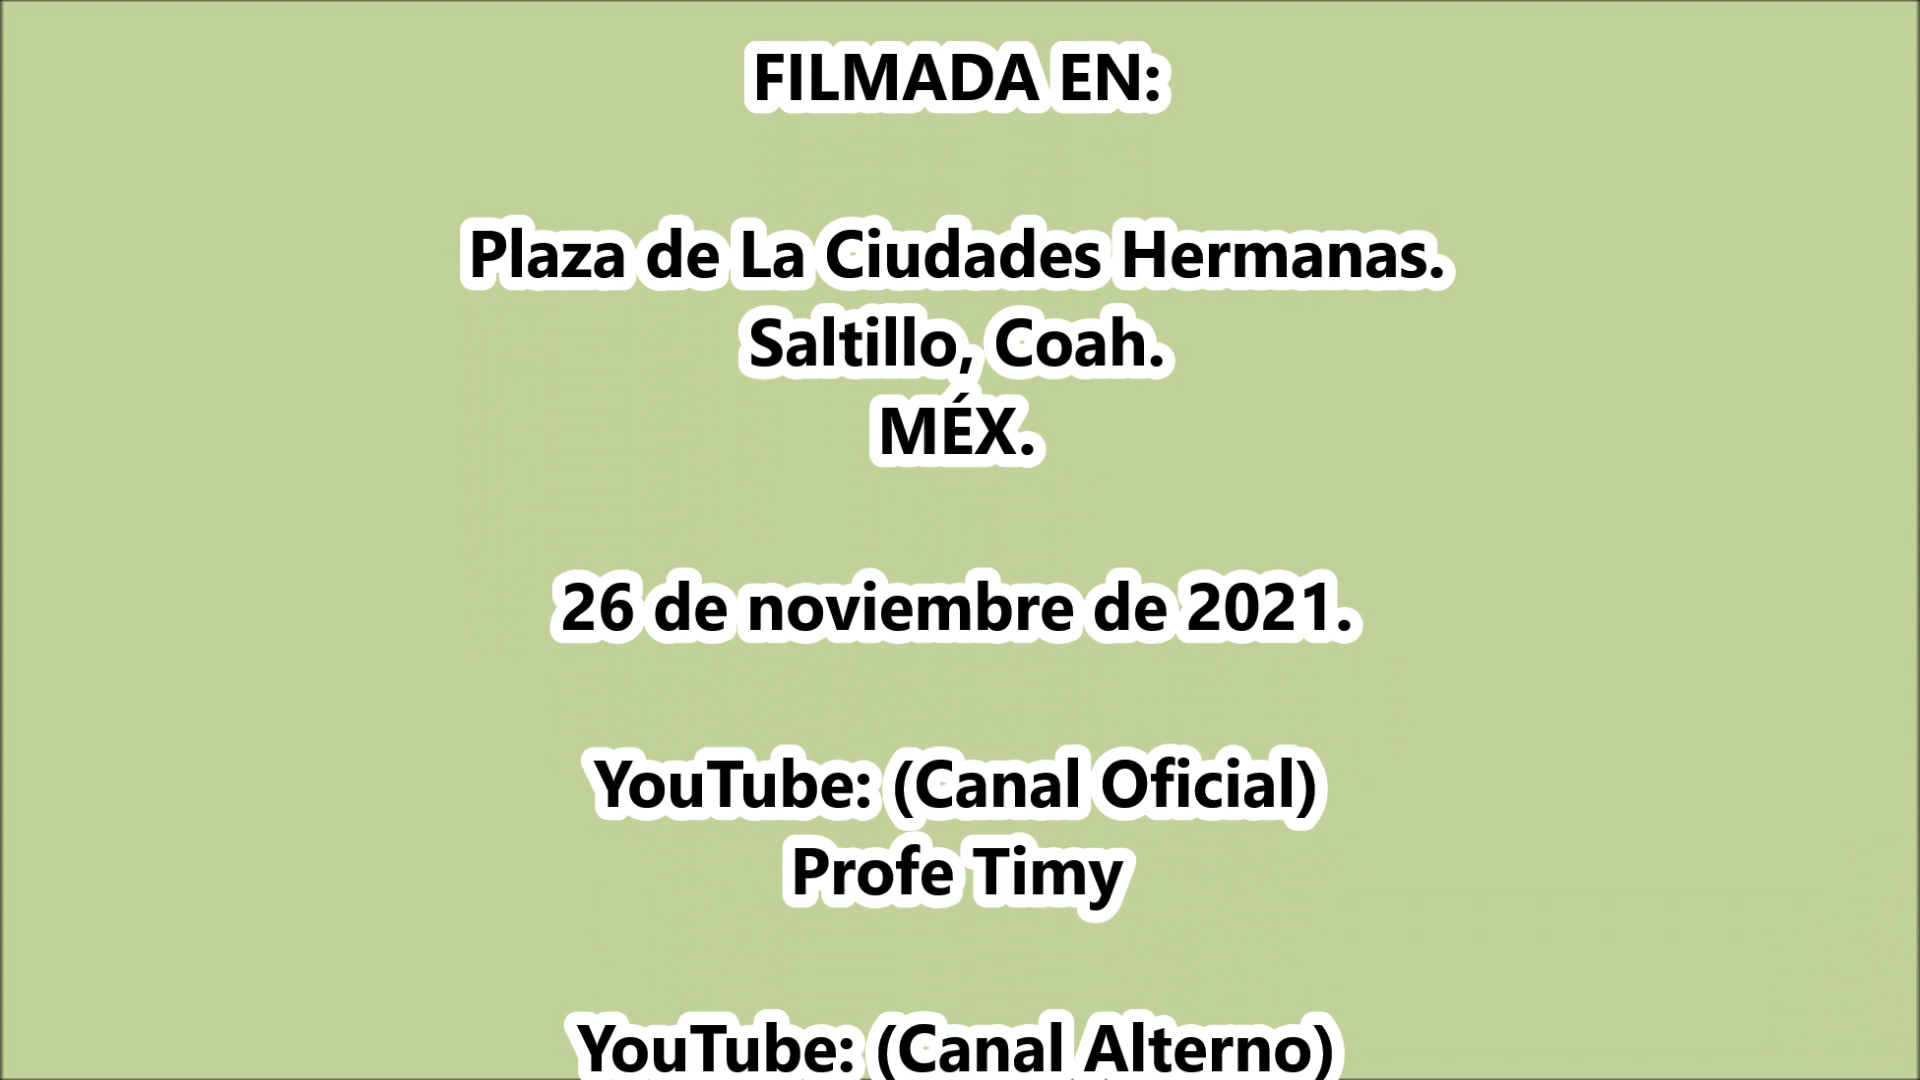 FILMADA EN:
Plaza de La Ciudades Hermanas.
Saltillo, Coah.
MÉX.
26 de noviembre de 2021.
YouTube: (Canal Oficial)
Profe Timy
YouTube: (Canal Alterno)